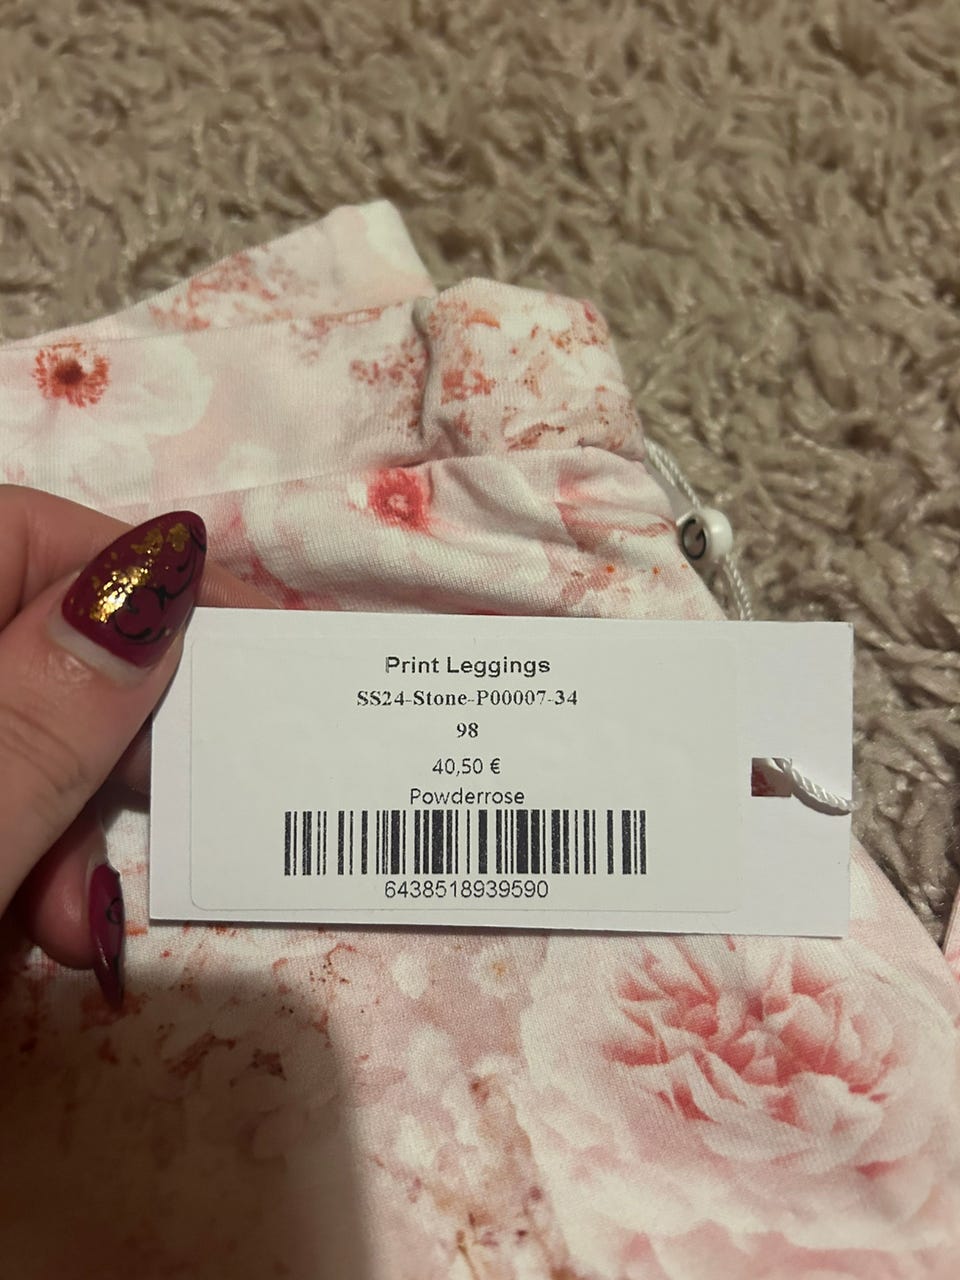 Print Leggings
SS24-Stone-P00007-34
98
40,50 €
Powderrose
6438518939590